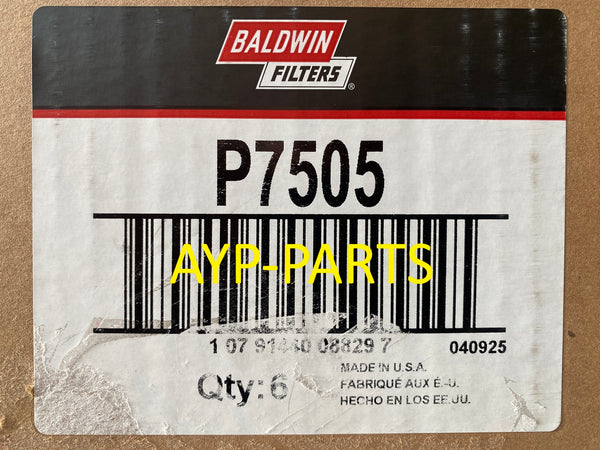 BALDWIN
FILTERS®
P7505
AYP-PARTS
1 07 91440 08829 7
040925
Qty: 6
MADE IN U.S.A.
FABRIQUÉ AUX É.-U.
HECHO EN LOS EE.UU.